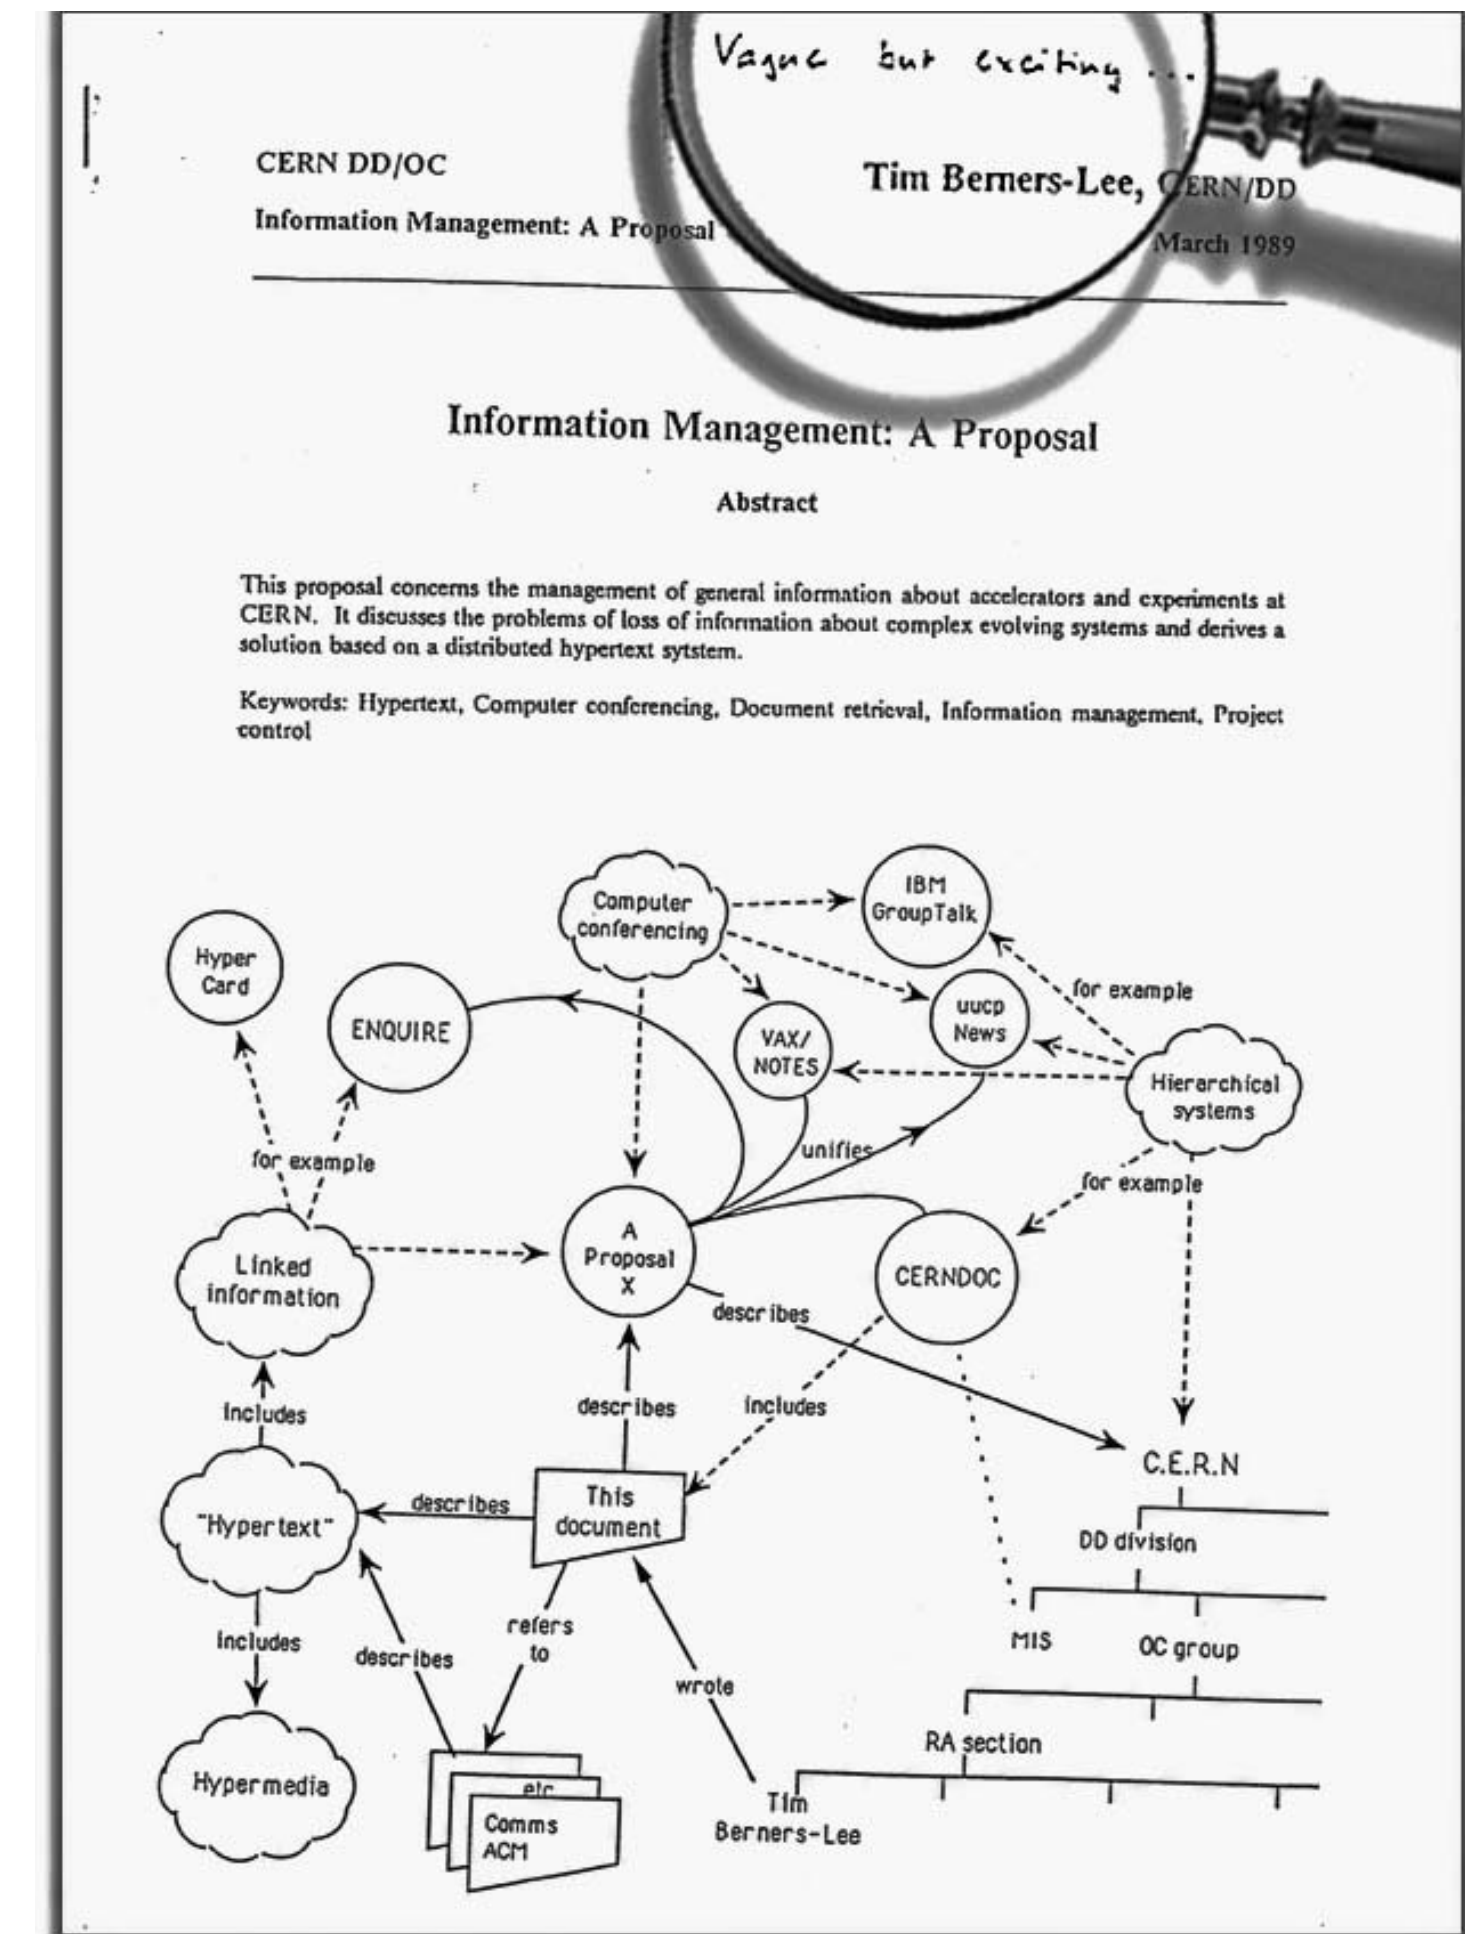 Vague but exciting ...
CERN DD/OC
Tim Berners-Lee, CERN/DD
Information Management: A Proposal
March 1989
Information Management: A Proposal
Abstract
This proposal concerns the management of general information about accelerators and experiments at
CERN. It discusses the problems of loss of information about complex evolving systems and derives a
solution based on a distributed hypertext sytstem.
Keywords: Hypertext, Computer conferencing, Document retrieval, Information management, Project
control
Computer
conferencing
IBM
GroupTalk
Hyper
Card
ENQUIRE
for example
uucp
News
VAX/
NOTES
Hierarchical
systems
unifies
for example
for example
A
Proposal
X
Linked
information
CERNDOC
describes
includes
describes
includes
C.E.R.N
This
document
describes
"Hypertext"
DD division
refers
to
includes
describes
MIS
OC group
wrote
RA section
Hypermedia
etc
Tim
Berners-Lee
Comms
ACM